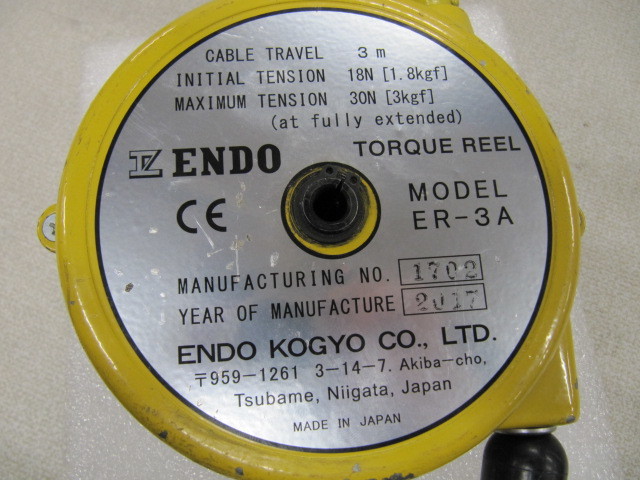 CABLE TRAVEL 3 m
INITIAL TENSION 18N [1.8kgf]
MAXIMUM TENSION 30N [3kgf]
(at fully extended)
ENDO
TORQUE REEL
CE
MODEL
ER-3A
MANUFACTURING NO. 1702
YEAR OF MANUFACTURE 2017
ENDO KOGYO CO., LTD.
〒959-1261 3-14-7. Akiba-cho,
Tsubame, Niigata, Japan
MADE IN JAPAN